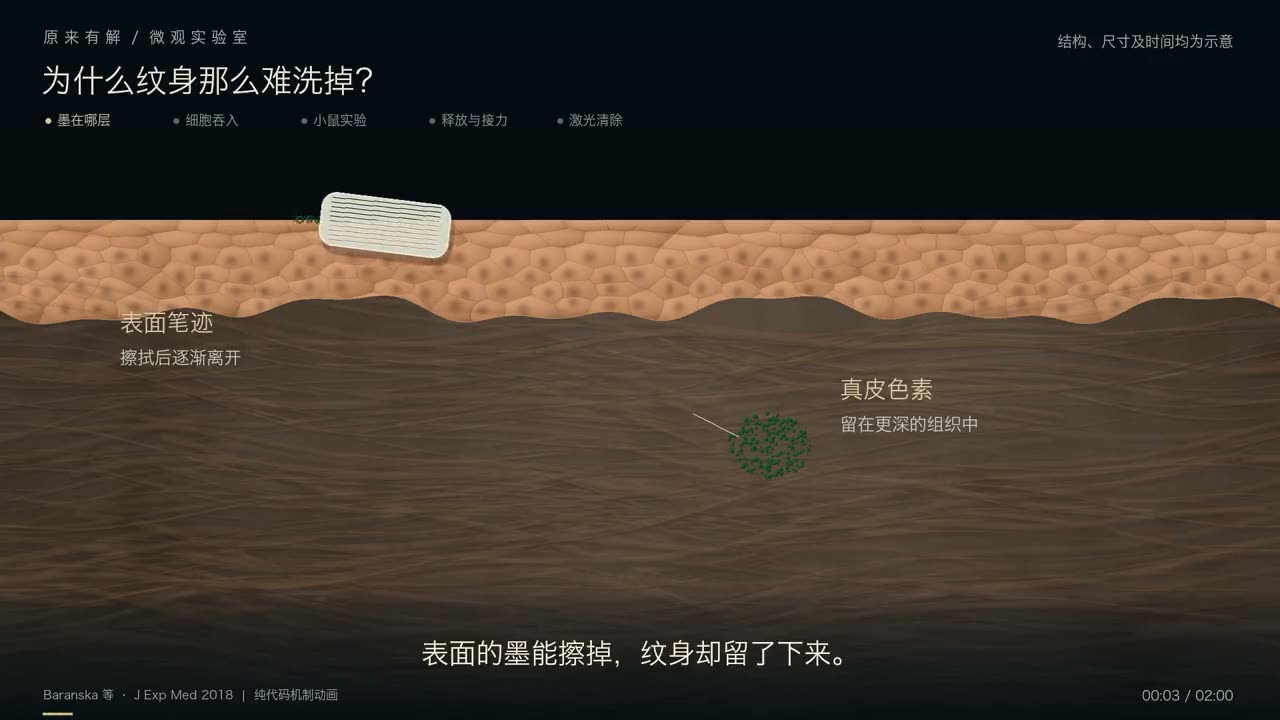 原来有解 / 微观实验室
结构、尺寸及时间均为示意
为什么纹身那么难洗掉？
墨在哪层
细胞吞入
小鼠实验
释放与接力
激光清除
表面笔迹
擦拭后逐渐离开
真皮色素
留在更深的组织中
表面的墨能擦掉，纹身却留了下来。
Baranska 等 · J Exp Med 2018 | 纯代码机制动画
00:03 / 02:00